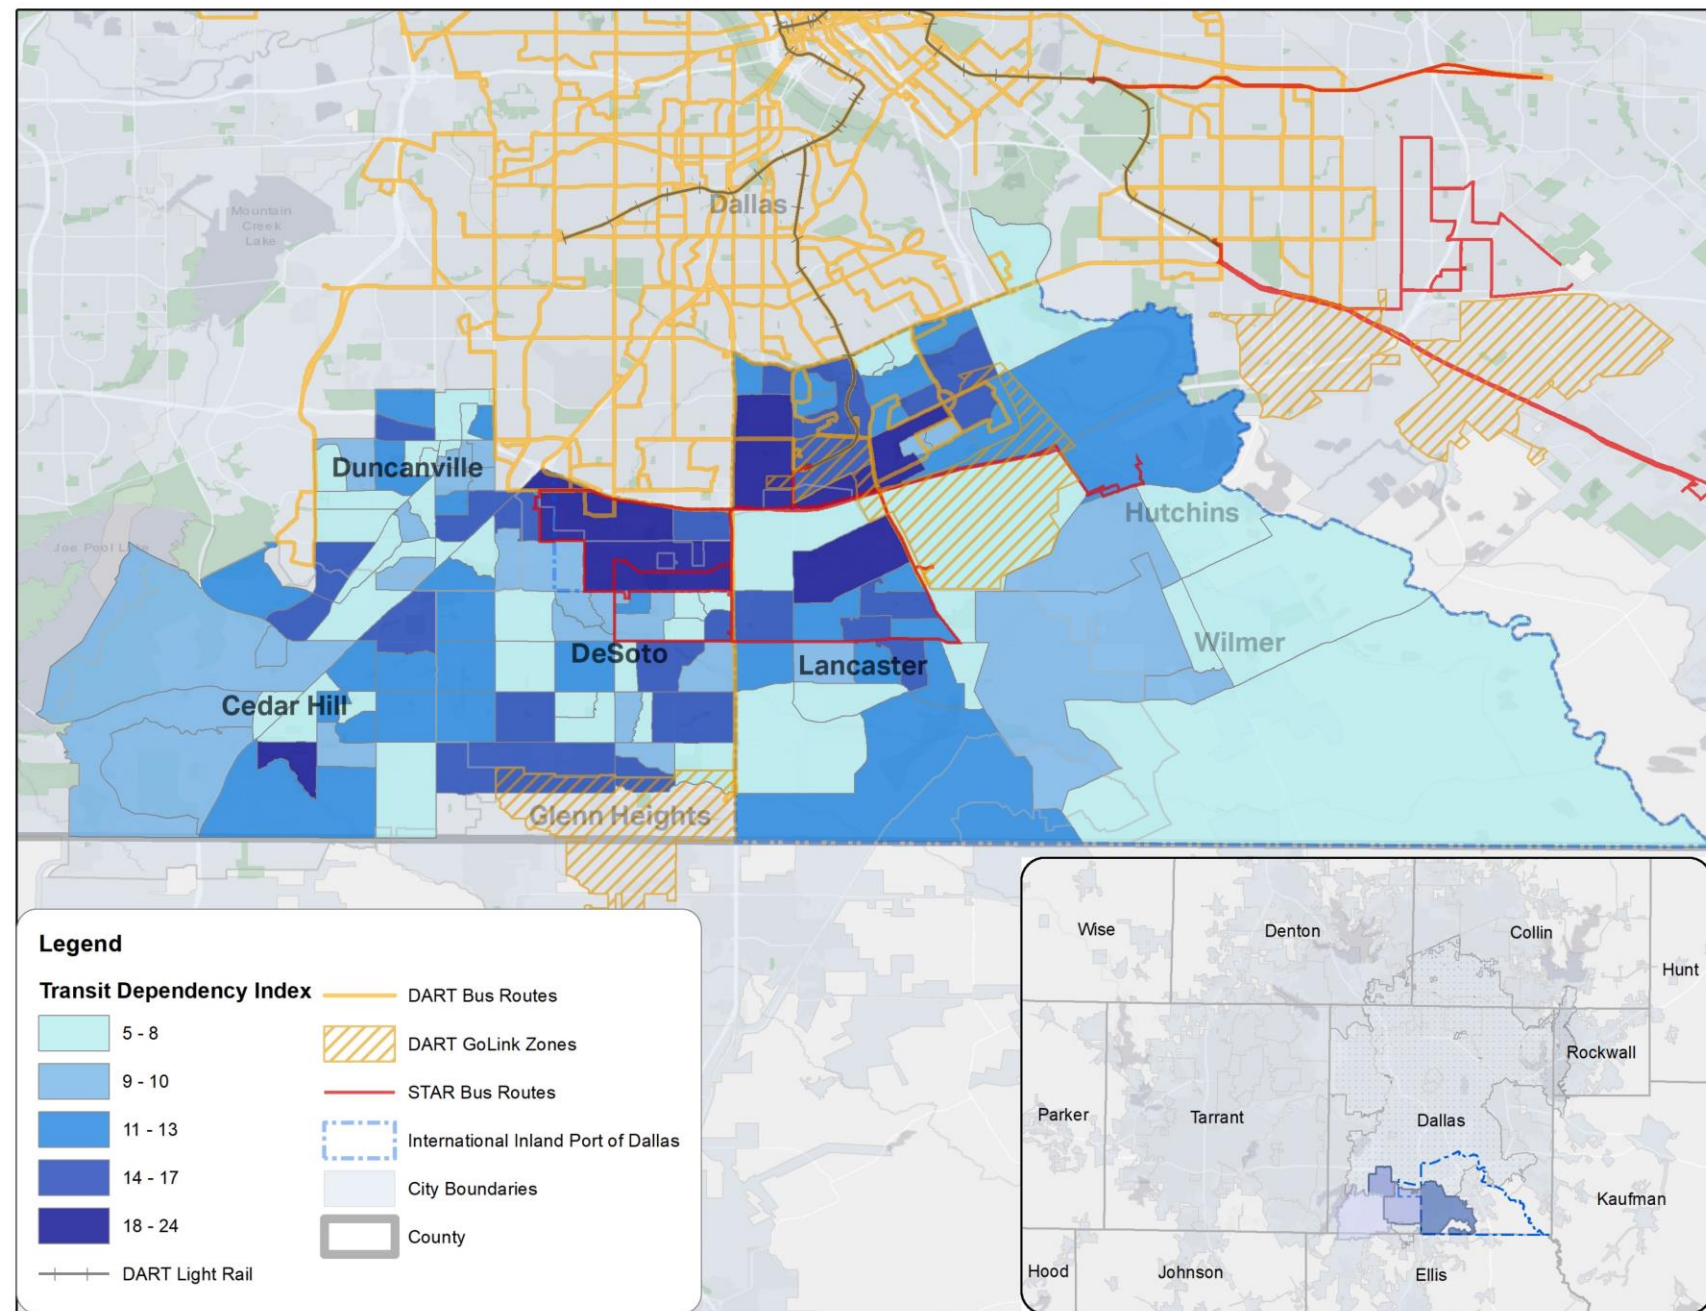 Dallas
Mountain
Creek
Lake
Duncanville
Hutchins
Joe Pool Lake
Wilmer
DeSoto
Lancaster
Cedar Hill
Glenn Heights
Legend
Transit Dependency Index
5 - 8
9 - 10
11 - 13
14 - 17
18 - 24
DART Light Rail
DART Bus Routes
DART GoLink Zones
STAR Bus Routes
International Inland Port of Dallas
City Boundaries
County
Wise
Denton
Collin
Hunt
Rockwall
Parker
Tarrant
Dallas
Kaufman
Hood
Johnson
Ellis